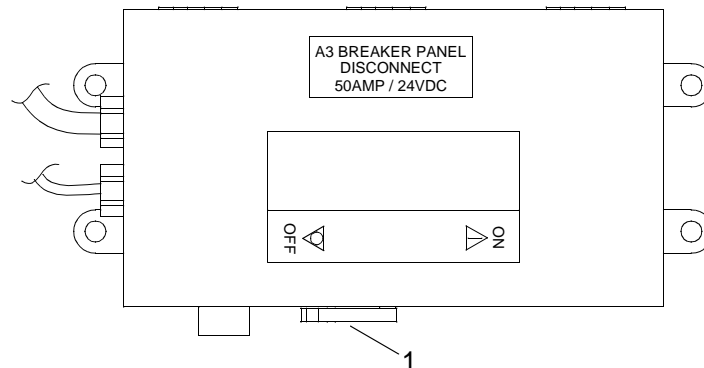 A3 BREAKER PANEL
DISCONNECT
50AMP / 24VDC
OFF
ON
1